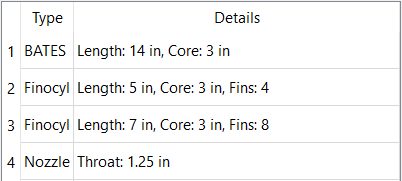 Type Details
1 BATES Length: 14 in, Core: 3 in
2 Finocyl Length: 5 in, Core: 3 in, Fins: 4
3 Finocyl Length: 7 in, Core: 3 in, Fins: 8
4 Nozzle Throat: 1.25 in